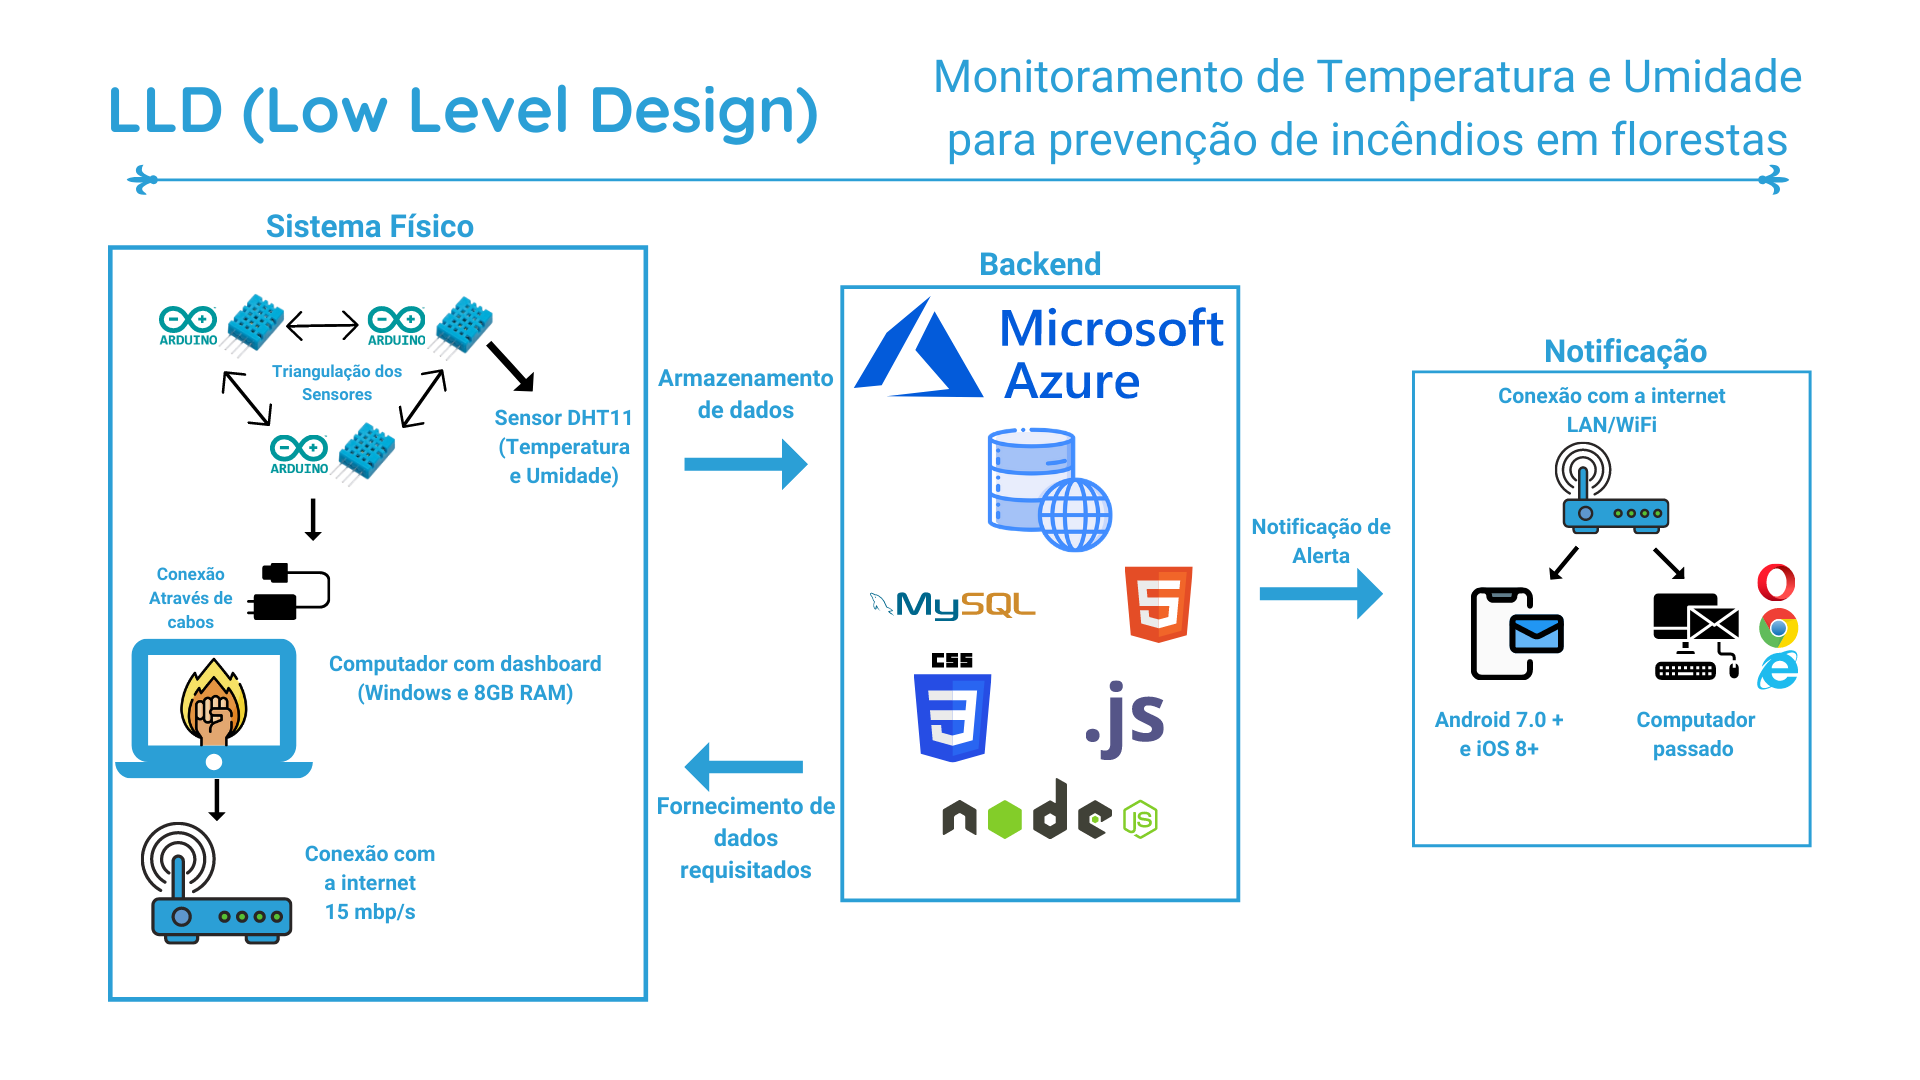 LLD (Low Level Design)
Monitoramento de Temperatura e Umidade
para prevenção de incêndios em florestas
Sistema Físico
ARDUINO
ARDUINO
Triangulação dos
Sensores
ARDUINO
Sensor DHT11
(Temperatura
e Umidade)
Conexão
Através de
cabos
Computador com dashboard
(Windows e 8GB RAM)
Conexão com
a internet
15 mbp/s
Armazenamento
de dados
Fornecimento de
dados
requisitados
Backend
Microsoft
Azure
MySQL
5
CSS
3
.js
node
JS
Notificação de
Alerta
Notificação
Conexão com a internet
LAN/WiFi
Android 7.0 +
e iOS 8+
Computador
passado